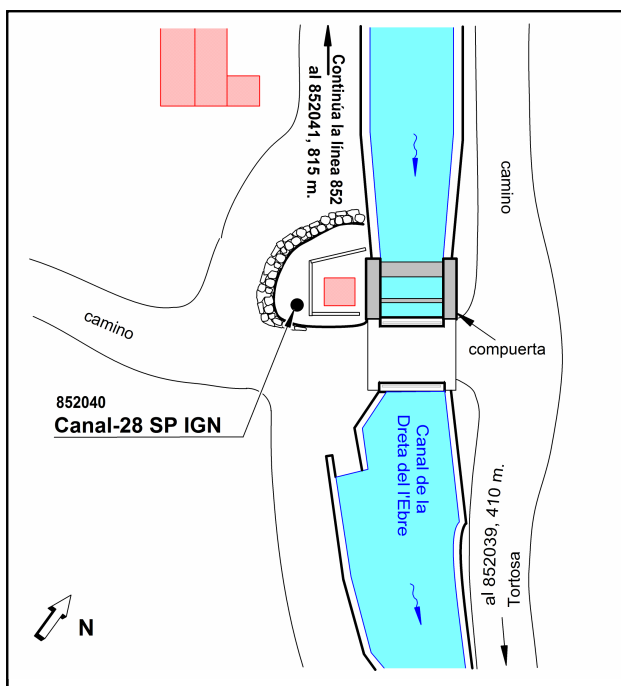 Continúa la línea 852
al 852041, 815 m.
camino
camino
compuerta
852040
Canal-28 SP IGN
Canal de la
Dreta del l'Ebre
al 852039, 410 m.
Tortosa
N